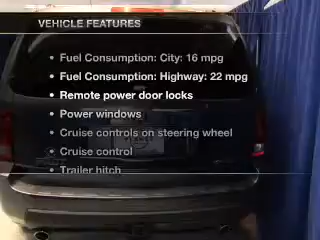 VEHICLE FEATURES
Fuel Consumption: City: 16 mpg
Fuel Consumption: Highway: 22 mpg
Remote power door locks
Power windows
Cruise controls on steering wheel
Cruise control
Trailer hitch